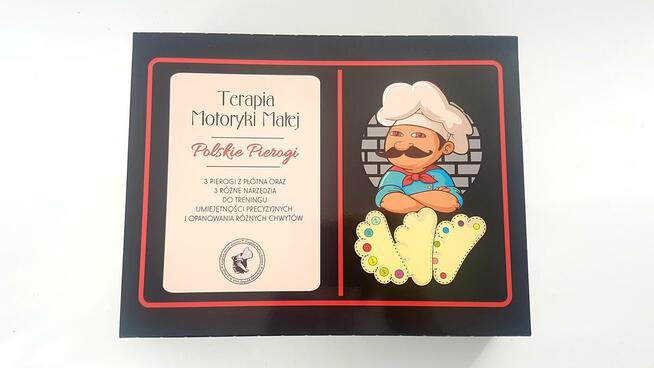 Terapia
Motoryki Małej
Polskie Pierogi
3 PIEROGI Z PŁÓTNA ORAZ
3 RÓŻNE NARZĘDZIA
DO TRENINGU
UMIEJĘTNOŚCI PRECYZYJNYCH
I OPANOWANIA RÓŻNYCH CHWYTÓW